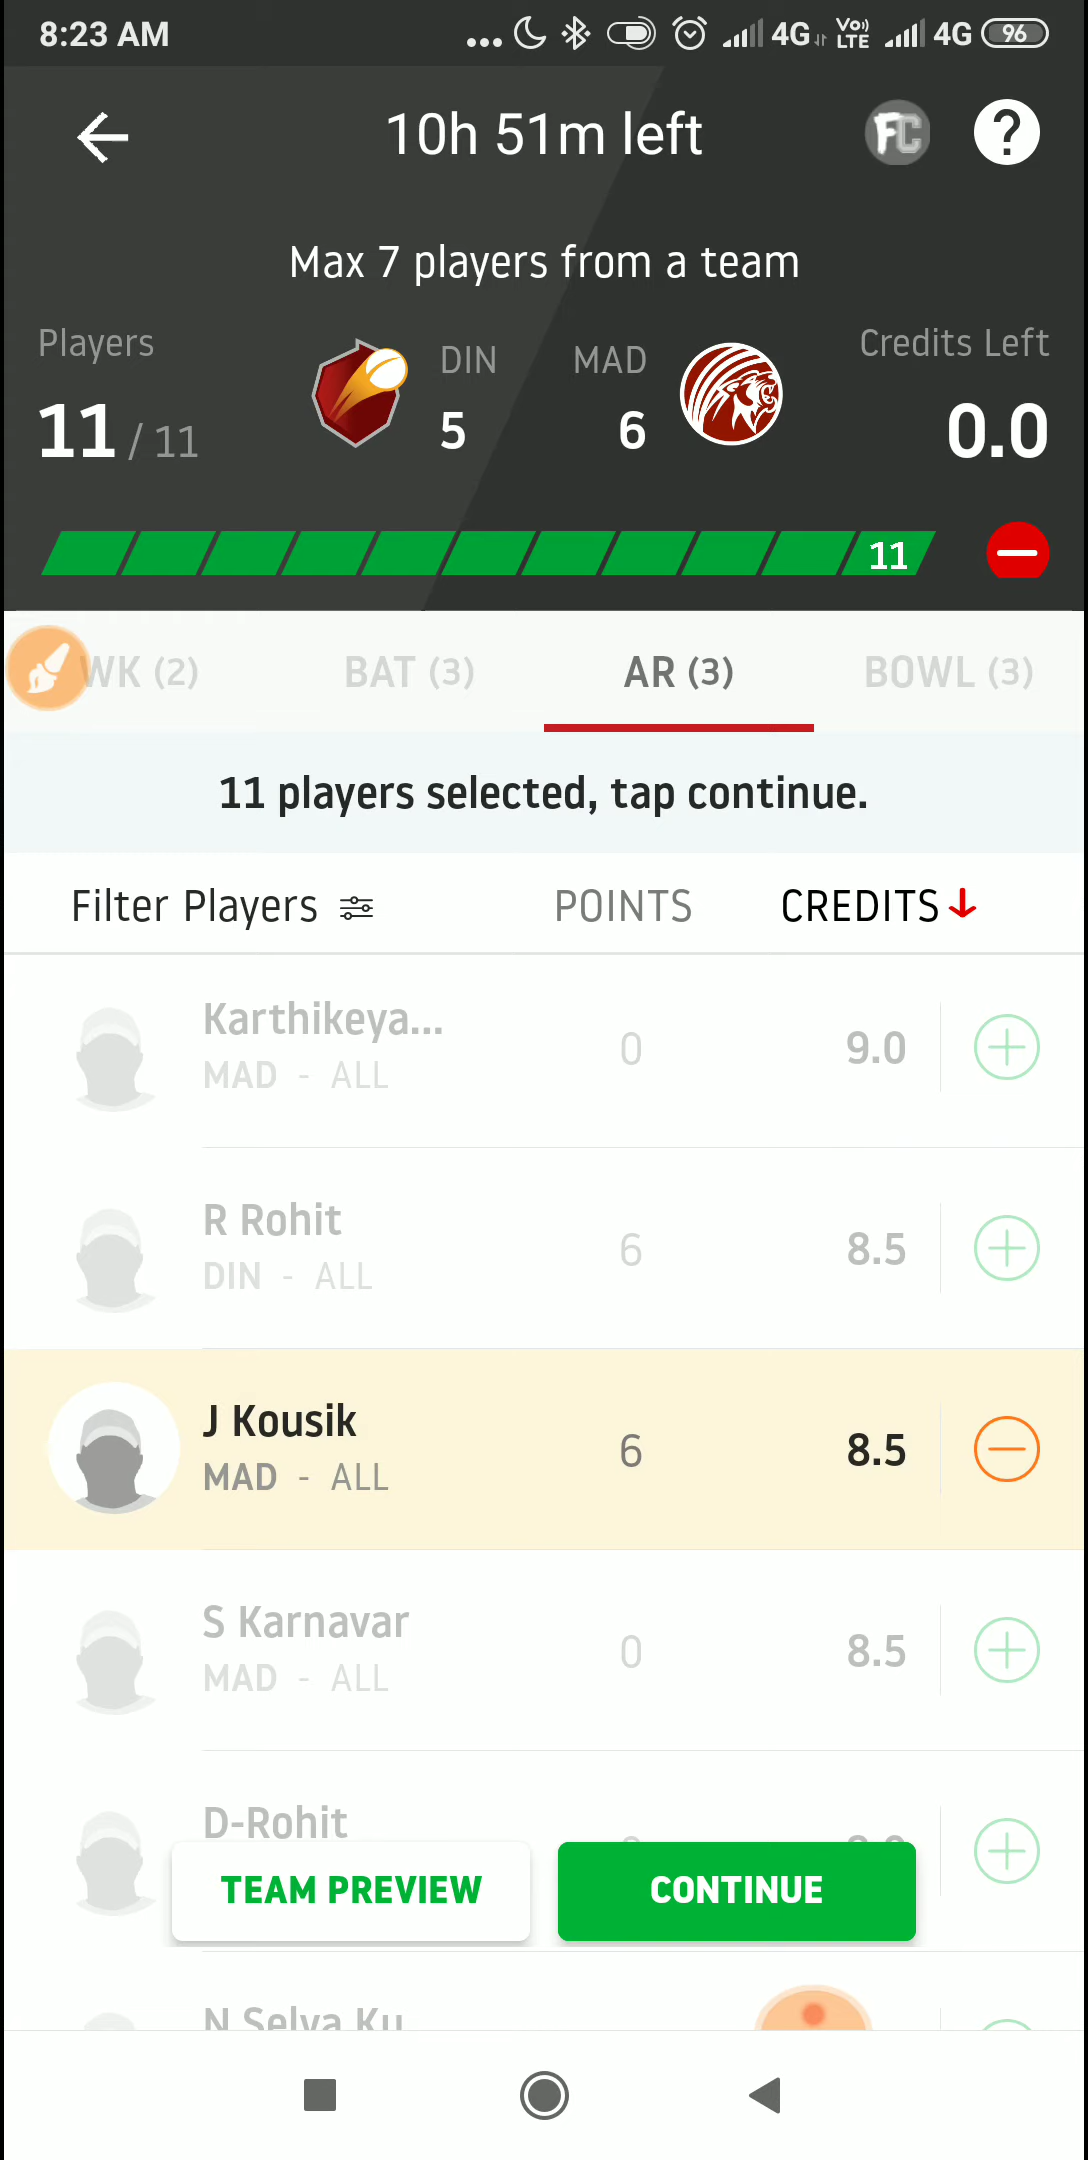 8:23 AM
4G Vo)) LTE 4G 96
10h 51m left
FC ?
Max 7 players from a team
Players DIN MAD Credits Left
11 / 11 5 6 0.0
11
WK (2) BAT (3) AR (3) BOWL (3)
11 players selected, tap continue.
Filter Players POINTS CREDITS
Karthikeya...
MAD - ALL 0 9.0
R Rohit
DIN - ALL 6 8.5
J Kousik
MAD - ALL 6 8.5
S Karnavar
MAD - ALL 0 8.5
D-Rohit
TEAM PREVIEW CONTINUE
N Selva Ku